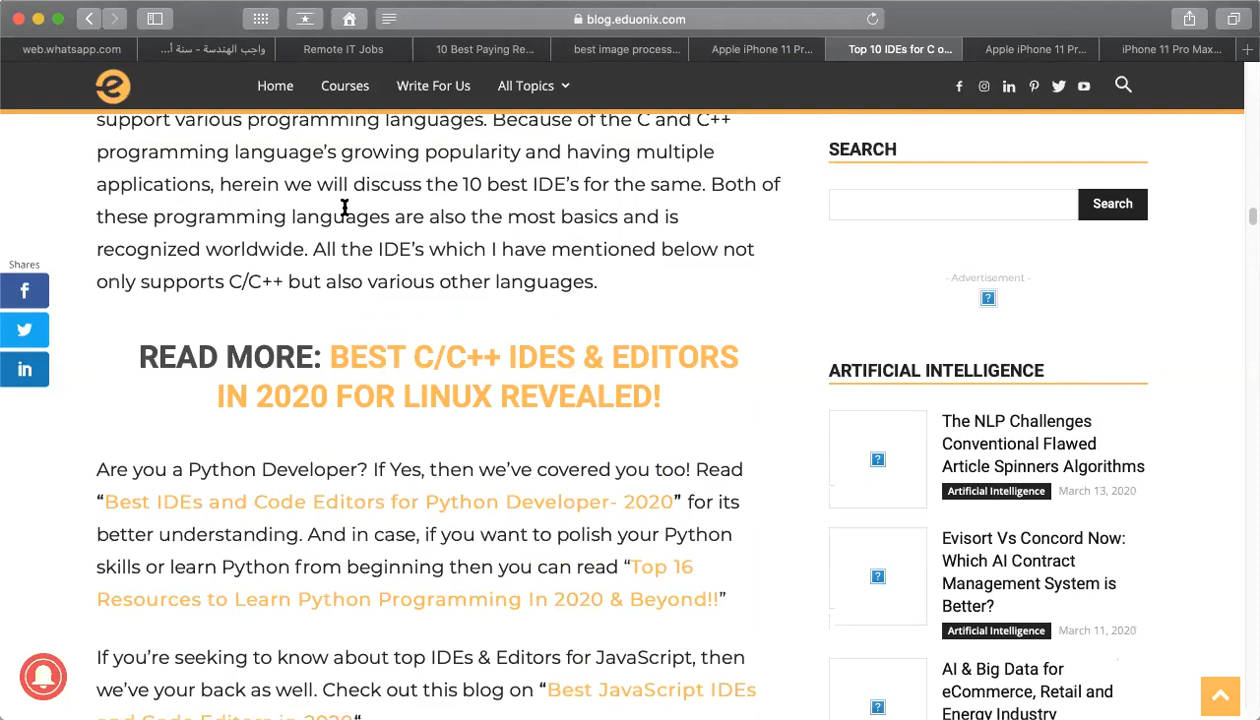 blog.eduonix.com
web.whatsapp.com
واجب الهندسة - سنة أ...
Remote IT Jobs
10 Best Paying Re...
best image process...
Apple iPhone 11 Pr...
Top 10 IDEs for C o...
Apple iPhone 11 Pr...
iPhone 11 Pro Max...
Home
Courses
Write For Us
All Topics
support various programming languages. Because of the C and C++
programming language's growing popularity and having multiple
applications, herein we will discuss the 10 best IDE's for the same. Both of
these programming languages are also the most basics and is
recognized worldwide. All the IDE's which I have mentioned below not
only supports C/C++ but also various other languages.
READ MORE: BEST C/C++ IDES & EDITORS
IN 2020 FOR LINUX REVEALED!
Are you a Python Developer? If Yes, then we've covered you too! Read
“Best IDEs and Code Editors for Python Developer- 2020” for its
better understanding. And in case, if you want to polish your Python
skills or learn Python from beginning then you can read “Top 16
Resources to Learn Python Programming In 2020 & Beyond!!”
If you're seeking to know about top IDEs & Editors for JavaScript, then
we've your back as well. Check out this blog on “Best JavaScript IDEs
and Code Editors in 2020“
Shares
SEARCH
Search
- Advertisement -
ARTIFICIAL INTELLIGENCE
The NLP Challenges
Conventional Flawed
Article Spinners Algorithms
Artificial Intelligence March 13, 2020
Evisort Vs Concord Now:
Which AI Contract
Management System is
Better?
Artificial Intelligence March 11, 2020
AI & Big Data for
eCommerce, Retail and
Energy Industry